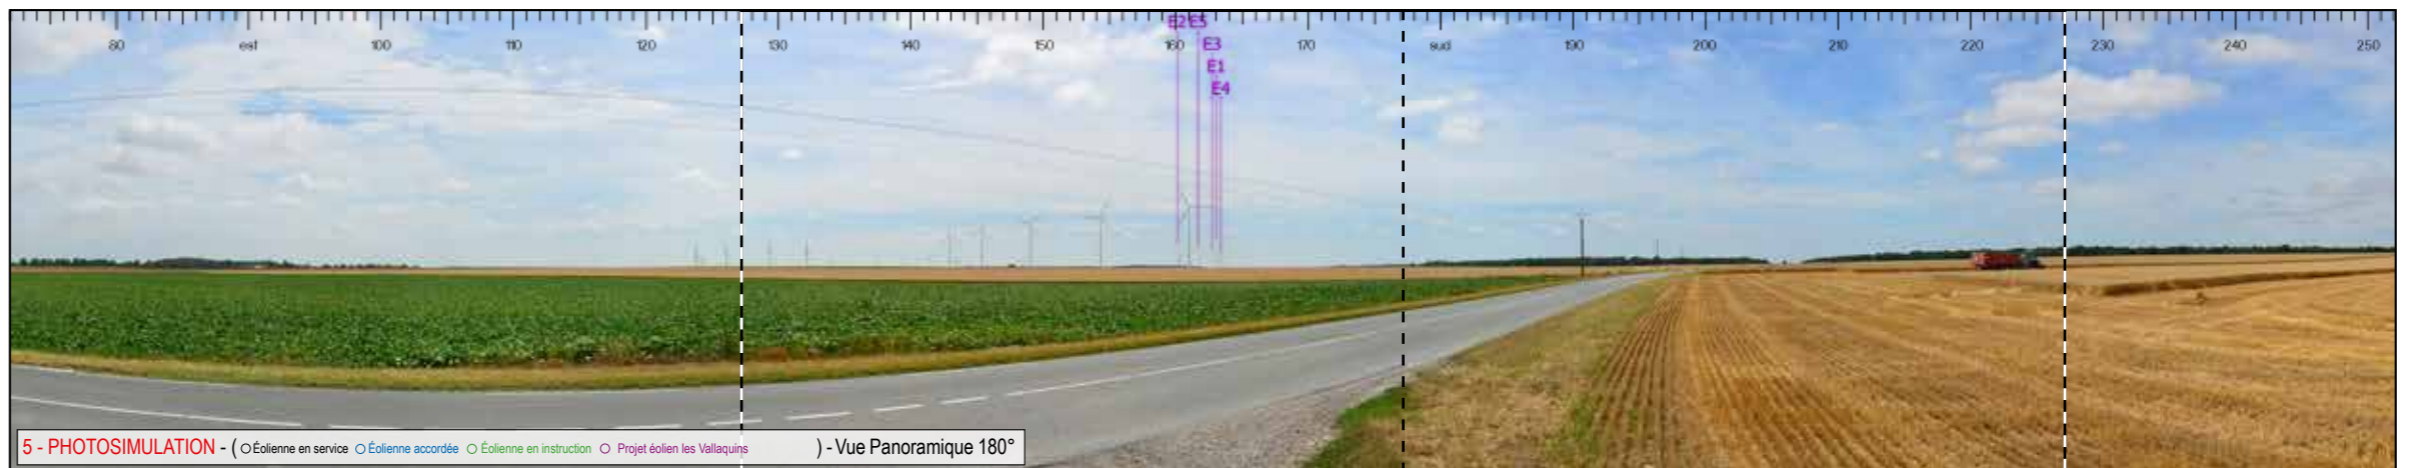 80 est 100 110 120 130 140 150 160 170 sud 190 200 210 220 230 240 250
E2 E5
E3
E1
E4
5 - PHOTOSIMULATION - ( Éolienne en service Éolienne accordée Éolienne en instruction Projet éolien les Vallaquins ) - Vue Panoramique 180°